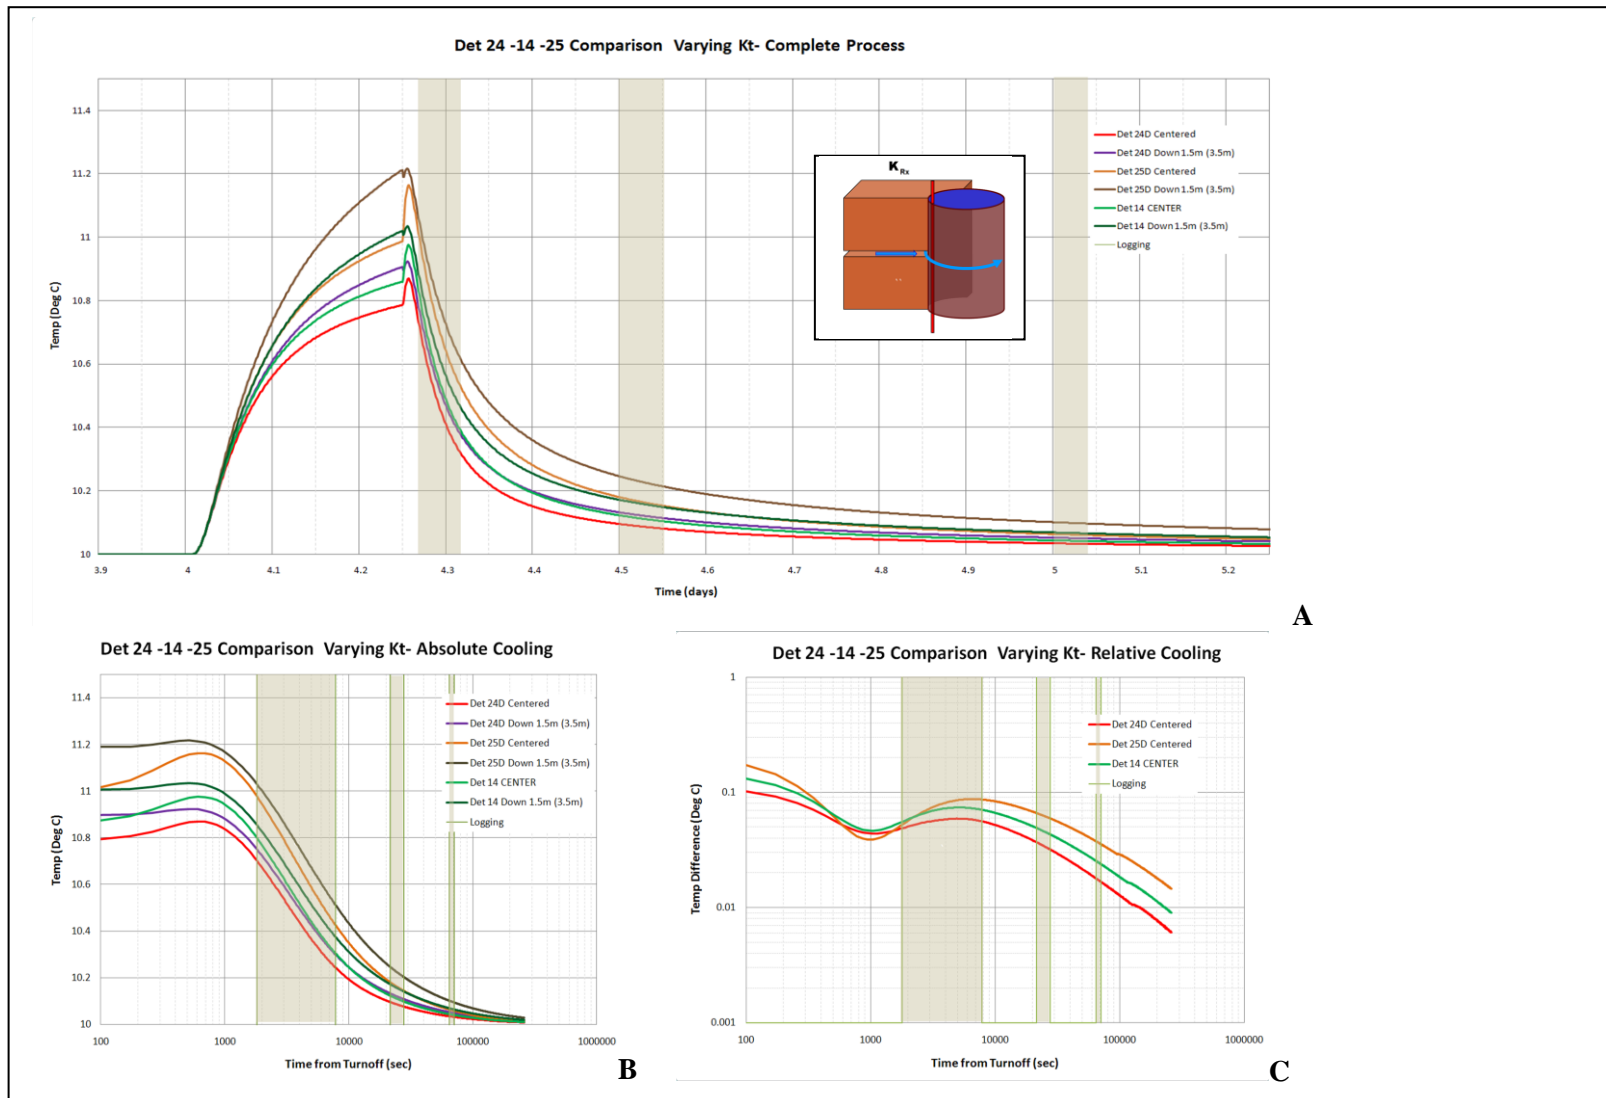 Det 24 -14 -25 Comparison Varying Kt- Complete Process
11.4
11.2
11
10.8
10.6
10.4
10.2
10
Temp (Deg C)
3.9 4 4.1 4.2 4.3 4.4 4.5 4.6 4.7 4.8 4.9 5 5.1 5.2
Time (days)
K Rx
Det 24D Centered
Det 24D Down 1.5m (3.5m)
Det 25D Centered
Det 25D Down 1.5m (3.5m)
Det 14 CENTER
Det 14 Down 1.5m (3.5m)
Logging
A
Det 24 -14 -25 Comparison Varying Kt- Absolute Cooling
11.4
11.2
11
10.8
10.6
10.4
10.2
10
Temp (Deg C)
100 1000 10000 100000 1000000
Time from Turnoff (sec)
Det 24D Centered
Det 24D Down 1.5m (3.5m)
Det 25D Centered
Det 25D Down 1.5m (3.5m)
Det 14 CENTER
Det 14 Down 1.5m (3.5m)
Logging
B
Det 24 -14 -25 Comparison Varying Kt- Relative Cooling
1
0.1
0.01
0.001
Temp Difference (Deg C)
100 1000 10000 100000 1000000
Time from Turnoff (sec)
Det 24D Centered
Det 25D Centered
Det 14 CENTER
Logging
C